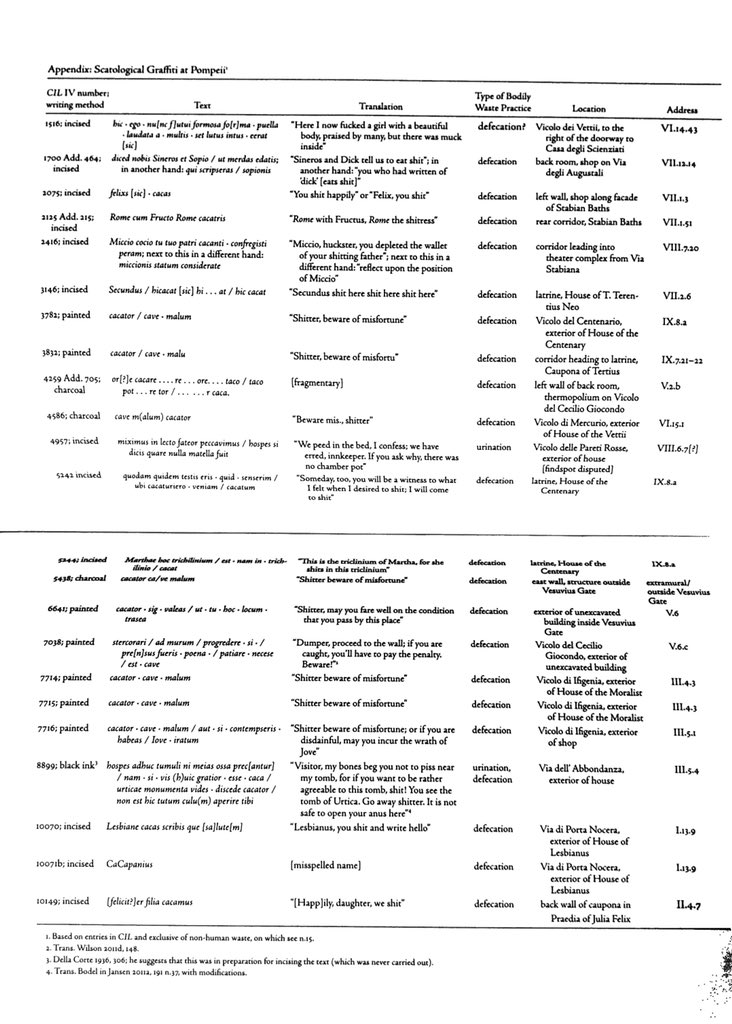 Appendix: Scatological Graffiti at Pompeii¹
CIL IV number; writing method | Text | Translation | Type of Bodily Waste Practice | Location | Address
1516; incised | hic · ego · nu[nc f]utui formosa fo[r]ma · puella · laudata a · multis · set lutus intus · eerat [sic] | "Here I now fucked a girl with a beautiful body, praised by many, but there was muck inside" | defecation? | Vicolo dei Vettii, to the right of the doorway to Casa degli Scienziati | VI.14.43
1700 Add. 464; incised | diced nobis Sineros et Sopio / ut merdas edatis; in another hand: qui scripseras / sopionis | "Sineros and Dick tell us to eat shit"; in another hand: "you who had written of 'dick' [eats shit]" | defecation | back room, shop on Via degli Augustali | VII.12.14
2075; incised | felixs [sic] · cacas | "You shit happily" or "Felix, you shit" | defecation | left wall, shop along facade of Stabian Baths | VII.1.3
2125 Add. 215; incised | Rome cum Fructo Rome cacatris | "Rome with Fructus, Rome the shitress" | defecation | rear corridor, Stabian Baths | VII.1.51
2416; incised | Miccio cocio tu tuo patri cacanti · confregisti peram; next to this in a different hand: miccionis statum considerate | "Miccio, huckster, you depleted the wallet of your shitting father"; next to this in a different hand: "reflect upon the position of Miccio" | defecation | corridor leading into theater complex from Via Stabiana | VIII.7.20
3146; incised | Secundus / hicacat [sic] hi . . . at / hic cacat | "Secundus shit here shit here shit here" | defecation | latrine, House of T. Teren- tius Neo | VII.2.6
3782; painted | cacator / cave · malum | "Shitter, beware of misfortune" | defecation | Vicolo del Centenario, exterior of House of the Centenary | IX.8.2
3832; painted | cacator / cave · malu | "Shitter, beware of misfortu" | defecation | corridor heading to latrine, Caupona of Tertius | IX.7.21–22
4259 Add. 705; charcoal | or[?]e cacare . . . . re . . . ore. . . . taco / taco pot . . . re tor / . . . . . . r caca. | [fragmentary] | defecation | left wall of back room, thermopolium on Vicolo del Cecilio Giocondo | V.2.b
4586; charcoal | cave m(alum) cacator | "Beware mis., shitter" | defecation | Vicolo di Mercurio, exterior of House of the Vettii | VI.15.1
4957; incised | miximus in lecto fateor peccavimus / hospes si dicis quare nulla matella fuit | "We peed in the bed, I confess; we have erred, innkeeper. If you ask why, there was no chamber pot" | urination | Vicolo delle Pareti Rosse, exterior of house [findspot disputed] | VIII.6.7[?]
5242 incised | quodam quidem testis eris · quid · senserim / ubi cacaturiero · veniam / cacatum | "Someday, too, you will be a witness to what I felt when I desired to shit; I will come to shit" | defecation | latrine, House of the Centenary | IX.8.a
5244; incised | Marthae hoc trichilinium / est · nam in · trich- ilinio / cacat | "This is the triclinium of Martha, for she shits in this triclinium" | defecation | latrine, House of the Centenary | IX.8.a
5438; charcoal | cacator ca/ve malum | "Shitter beware of misfortune" | defecation | east wall, structure outside Vesuvius Gate | extramural/ outside Vesuvius Gate
6641; painted | cacator · sig · valeas / ut · tu · hoc · locum · trasea | "Shitter, may you fare well on the condition that you pass by this place" | defecation | exterior of unexcavated building inside Vesuvius Gate | V.6
7038; painted | stercorari / ad murum / progredere · si · / pre[n]sus fueris · poena · / patiare · necese / est · cave | "Dumper, proceed to the wall; if you are caught, you'll have to pay the penalty. Beware!"² | defecation | Vicolo del Cecilio Giocondo, exterior of unexcavated building | V.6.c
7714; painted | cacator · cave · malum | "Shitter beware of misfortune" | defecation | Vicolo di Ifigenia, exterior of House of the Moralist | III.4.3
7715; painted | cacator · cave · malum | "Shitter beware of misfortune" | defecation | Vicolo di Ifigenia, exterior of House of the Moralist | III.4.3
7716; painted | cacator · cave · malum / aut · si · contempseris · habeas / Iove · iratum | "Shitter beware of misfortune; or if you are disdainful, may you incur the wrath of Jove" | defecation | Vicolo di Ifigenia, exterior of shop | III.5.1
8899; black ink³ | hospes adhuc tumuli ni meias ossa prec[antur] / nam · si · vis (h)uic gratior · esse · caca / urticae monumenta vides · discede cacator / non est hic tutum culu(m) aperire tibi | "Visitor, my bones beg you not to piss near my tomb, for if you want to be rather agreeable to this tomb, shit! You see the tomb of Urtica. Go away shitter. It is not safe to open your anus here"⁴ | urination, defecation | Via dell' Abbondanza, exterior of house | III.5.4
10070; incised | Lesbiane cacas scribis que [sa]lute[m] | "Lesbianus, you shit and write hello" | defecation | Via di Porta Nocera, exterior of House of Lesbianus | I.13.9
10071b; incised | CaCapanius | [misspelled name] | defecation | Via di Porta Nocera, exterior of House of Lesbianus | I.13.9
10149; incised | [felicit?]er filia cacamus | "[Happ]ily, daughter, we shit" | defecation | back wall of caupona in Praedia of Julia Felix | II.4.7
1. Based on entries in CIL and exclusive of non-human waste, on which see n.15.
2. Trans. Wilson 2011d, 148.
3. Della Corte 1936, 306; he suggests that this was in preparation for incising the text (which was never carried out).
4. Trans. Bodel in Jansen 2011a, 191 n.37, with modifications.